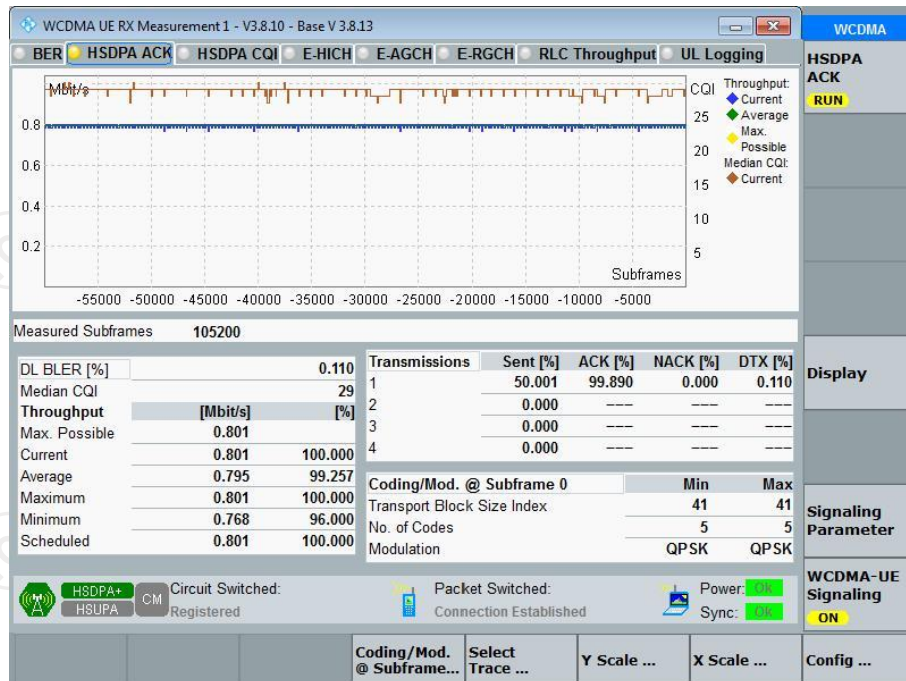 WCDMA UE RX Measurement 1 - V3.8.10 - Base V 3.8.13
WCDMA
BER HSDPA ACK HSDPA CQI E-HICH E-AGCH E-RGCH RLC Throughput UL Logging
HSDPA
ACK
RUN
Mbit/s
CQI
Throughput:
Current
Average
Max.
Possible
Median CQI:
Current
0.8
0.6
0.4
0.2
25
20
15
10
5
Subframes
-55000 -50000 -45000 -40000 -35000 -30000 -25000 -20000 -15000 -10000 -5000
Measured Subframes 105200
DL BLER [%] 0.110
Median CQI 29
Throughput [Mbit/s] [%]
Max. Possible 0.801
Current 0.801 100.000
Average 0.795 99.257
Maximum 0.801 100.000
Minimum 0.768 96.000
Scheduled 0.801 100.000
Transmissions Sent [%] ACK [%] NACK [%] DTX [%]
1 50.001 99.890 0.000 0.110
2 0.000 --- --- ---
3 0.000 --- --- ---
4 0.000 --- --- ---
Coding/Mod. @ Subframe 0 Min Max
Transport Block Size Index 41 41
No. of Codes 5 5
Modulation QPSK QPSK
Display
Signaling
Parameter
WCDMA-UE
Signaling
ON
HSDPA+
HSUPA
CM
Circuit Switched:
Registered
Packet Switched:
Connection Established
Power: Ok
Sync: Ok
Coding/Mod.
@ Subframe...
Select
Trace ...
Y Scale ...
X Scale ...
Config ...